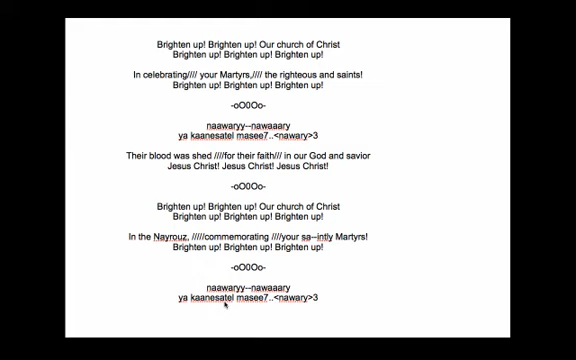 Brighten up! Brighten up! Our church of Christ
Brighten up! Brighten up! Brighten up!
In celebrating//// your Martyrs,//// the righteous and saints!
Brighten up! Brighten up! Brighten up!
-oO0Oo-
naawaryy--nawaaary
ya kaanesatel masee7..<nawary>3
Their blood was shed ////for their faith/// in our God and savior
Jesus Christ! Jesus Christ! Jesus Christ!
-oO0Oo-
Brighten up! Brighten up! Our church of Christ
Brighten up! Brighten up! Brighten up!
In the Nayrouz, /////commemorating ////your sa--intly Martyrs!
Brighten up! Brighten up! Brighten up!
-oO0Oo-
naawaryy--nawaaary
ya kaanesatel masee7..<nawary>3